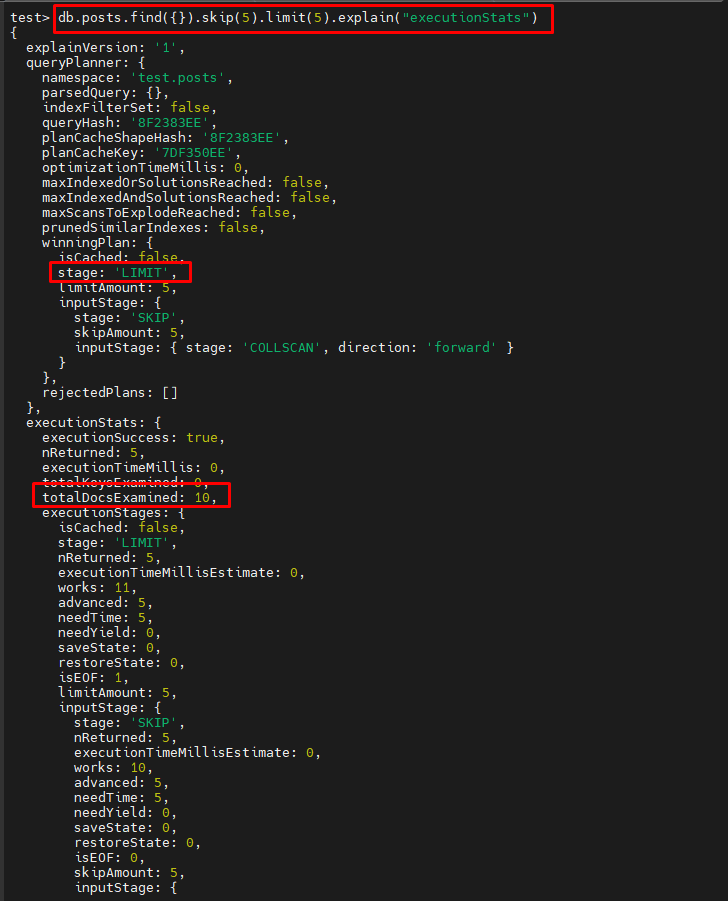 test> db.posts.find({}).skip(5).limit(5).explain("executionStats")
{
  explainVersion: '1',
  queryPlanner: {
    namespace: 'test.posts',
    parsedQuery: {},
    indexFilterSet: false,
    queryHash: '8F2383EE',
    planCacheShapeHash: '8F2383EE',
    planCacheKey: '7DF350EE',
    optimizationTimeMillis: 0,
    maxIndexedOrSolutionsReached: false,
    maxIndexedAndSolutionsReached: false,
    maxScansToExplodeReached: false,
    prunedSimilarIndexes: false,
    winningPlan: {
      isCached: false,
      stage: 'LIMIT',
      limitAmount: 5,
      inputStage: {
        stage: 'SKIP',
        skipAmount: 5,
        inputStage: { stage: 'COLLSCAN', direction: 'forward' }
      }
    },
    rejectedPlans: []
  },
  executionStats: {
    executionSuccess: true,
    nReturned: 5,
    executionTimeMillis: 0,
    totalKeysExamined: 0,
    totalDocsExamined: 10,
    executionStages: {
      isCached: false,
      stage: 'LIMIT',
      nReturned: 5,
      executionTimeMillisEstimate: 0,
      works: 11,
      advanced: 5,
      needTime: 5,
      needYield: 0,
      saveState: 0,
      restoreState: 0,
      isEOF: 1,
      limitAmount: 5,
      inputStage: {
        stage: 'SKIP',
        nReturned: 5,
        executionTimeMillisEstimate: 0,
        works: 10,
        advanced: 5,
        needTime: 5,
        needYield: 0,
        saveState: 0,
        restoreState: 0,
        isEOF: 0,
        skipAmount: 5,
        inputStage: {